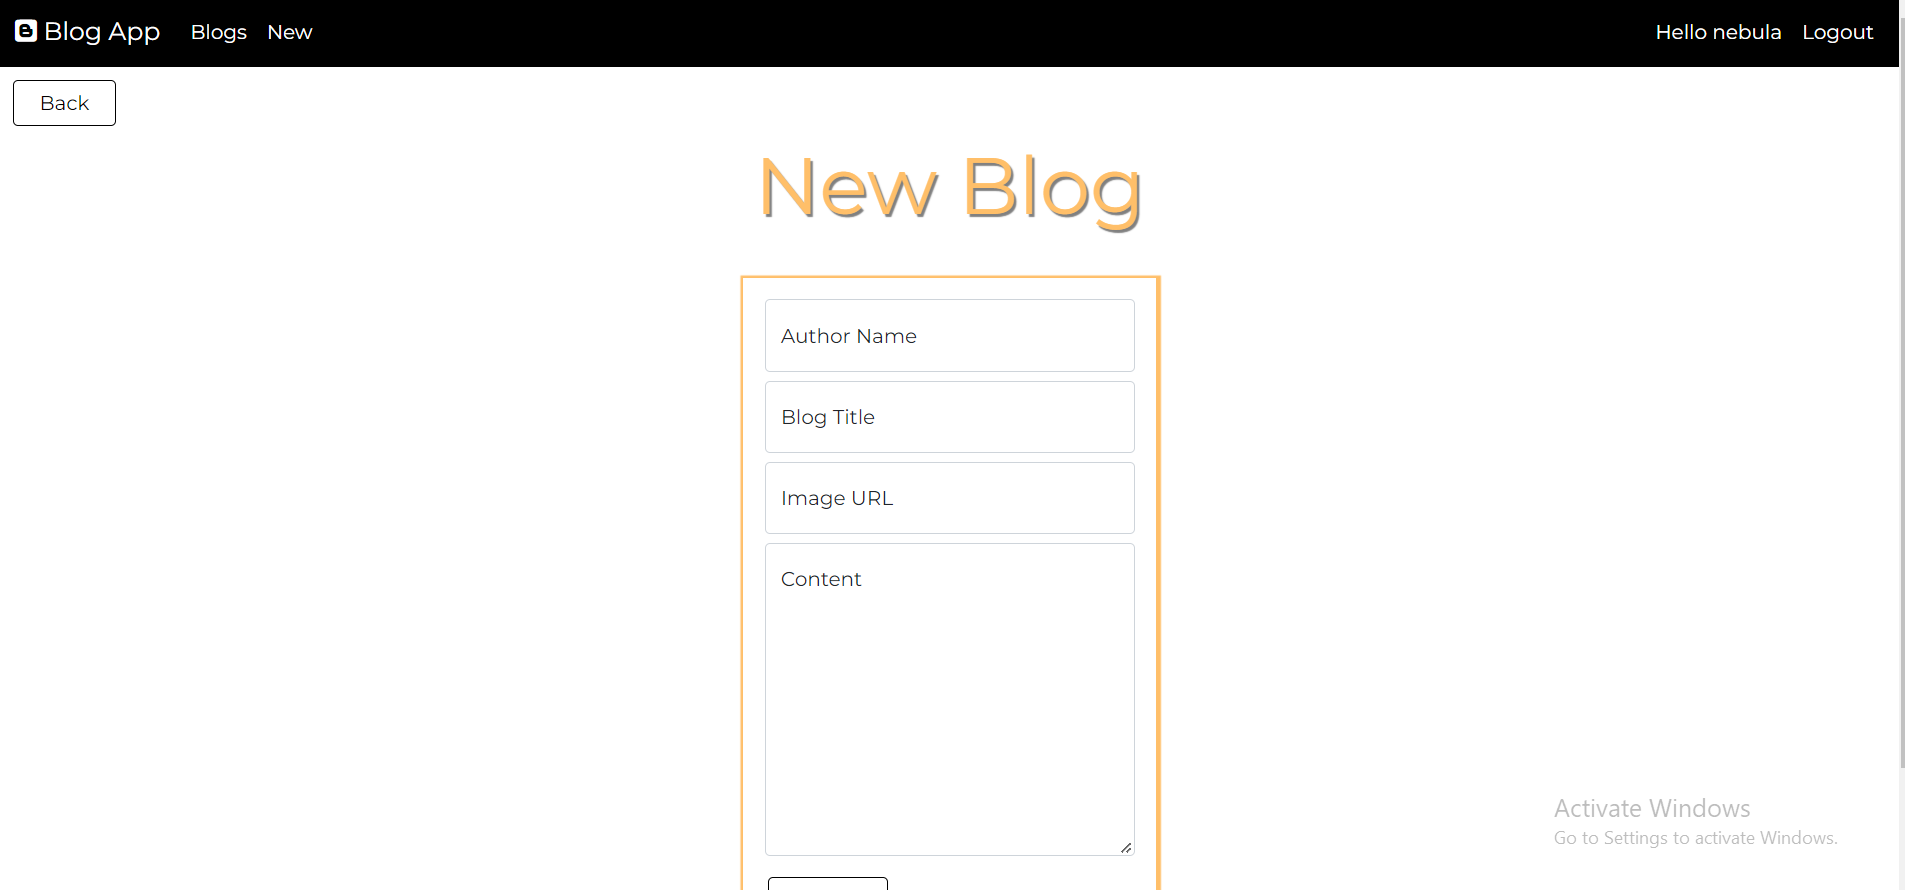 Blog App Blogs New Hello nebula Logout
Back
New Blog
Author Name
Blog Title
Image URL
Content
Activate Windows
Go to Settings to activate Windows.